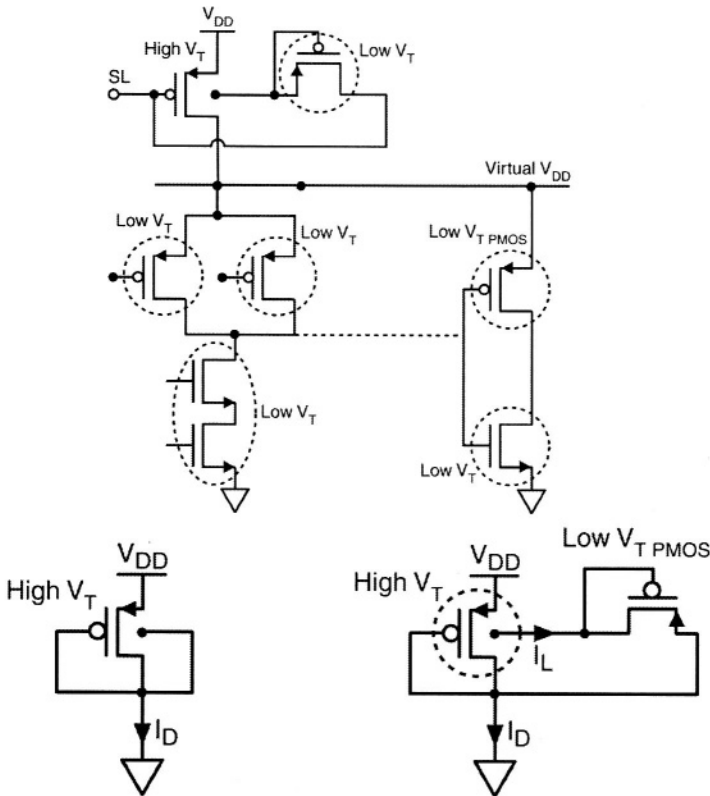 V_DD
High V_T
Low V_T
SL
Virtual V_DD
Low V_T
Low V_T
Low V_T PMOS
Low V_T
Low V_T
V_DD
High V_T
I_D
Low V_T PMOS
V_DD
High V_T
I_L
I_D